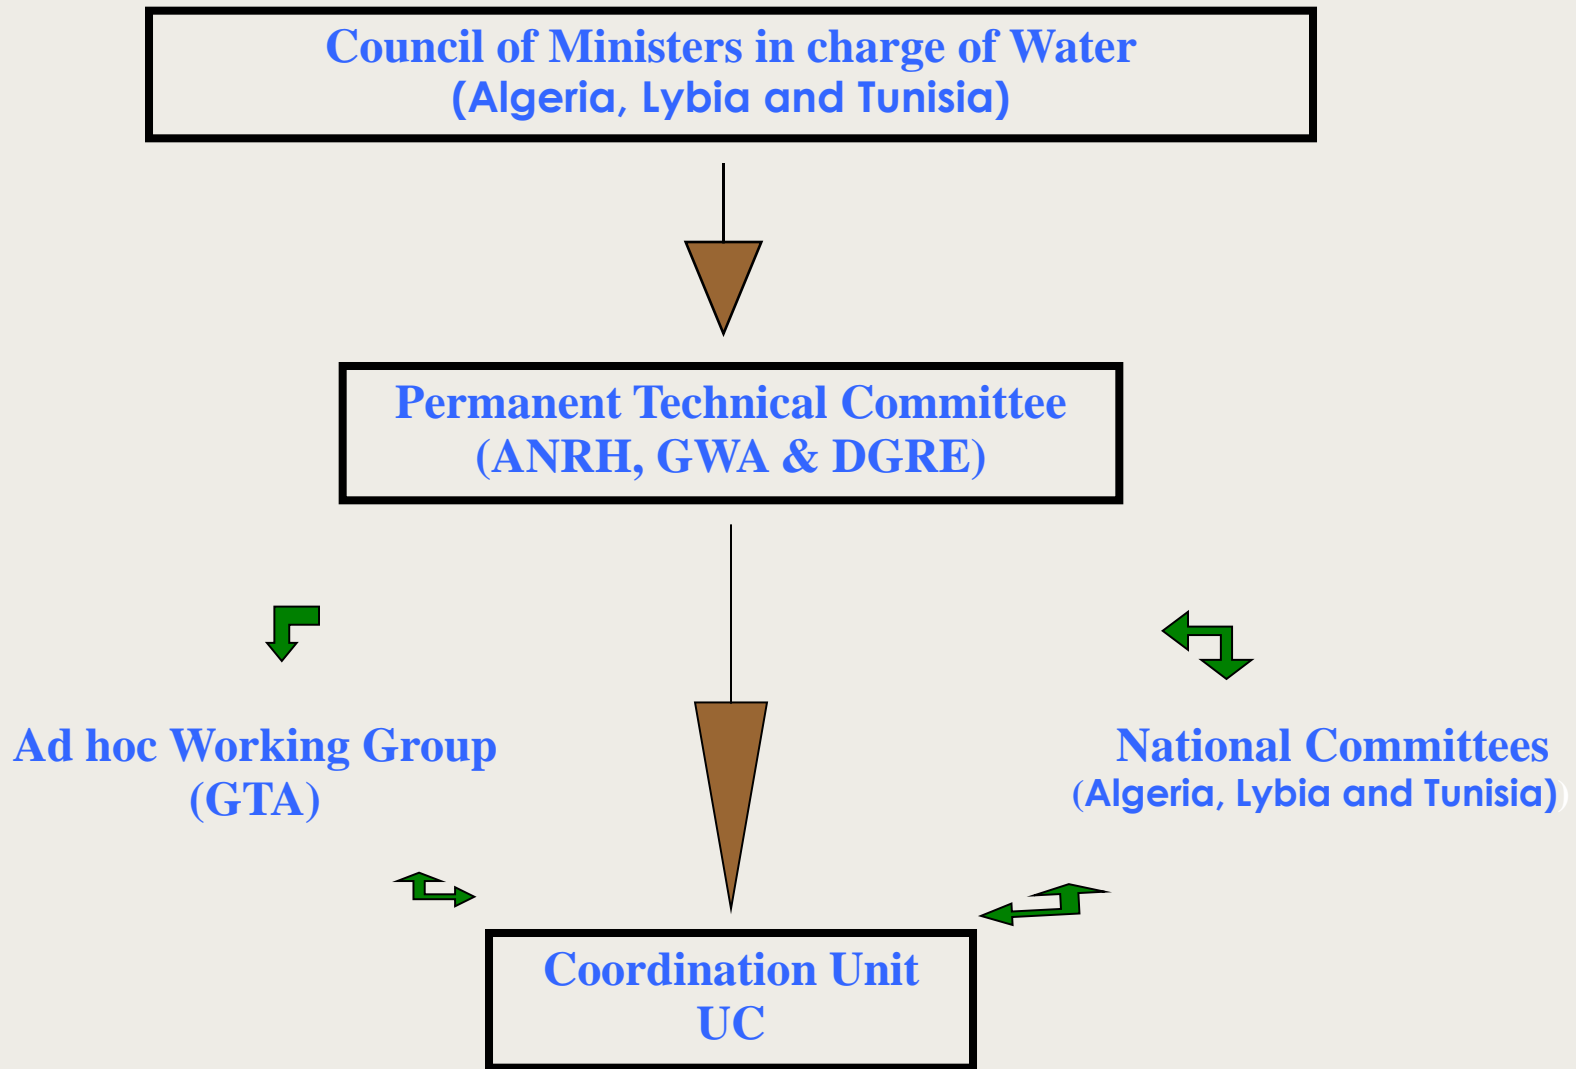 Council of Ministers in charge of Water
(Algeria, Lybia and Tunisia)
Permanent Technical Committee
(ANRH, GWA & DGRE)
Ad hoc Working Group
(GTA)
National Committees
(Algeria, Lybia and Tunisia))
Coordination Unit
UC